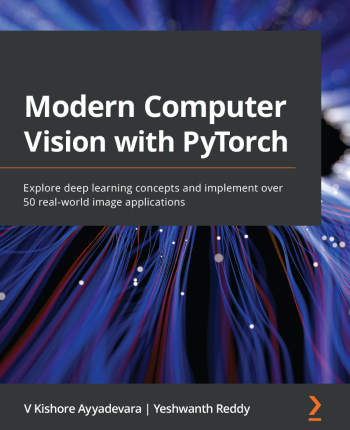 Modern Computer
Vision with PyTorch
Explore deep learning concepts and implement over
50 real-world image applications
V Kishore Ayyadevara | Yeshwanth Reddy